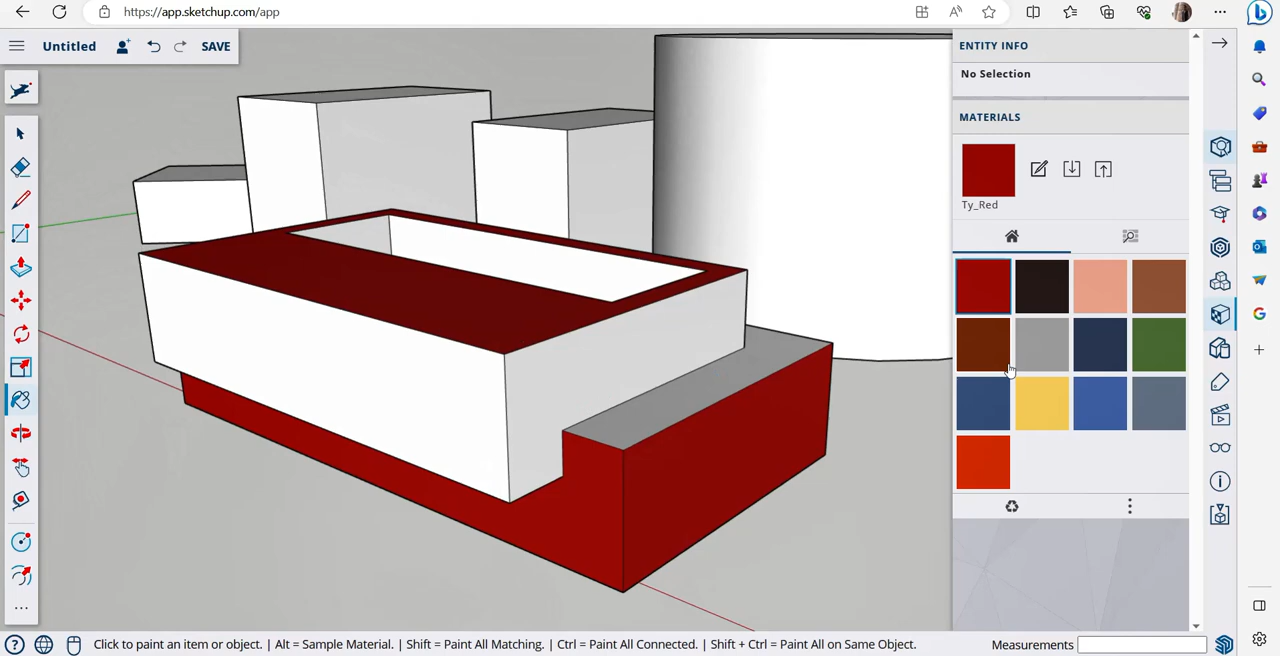 https://app.sketchup.com/app
Untitled
SAVE
ENTITY INFO
No Selection
MATERIALS
Ty_Red
Click to paint an item or object. | Alt = Sample Material. | Shift = Paint All Matching. | Ctrl = Paint All Connected. | Shift + Ctrl = Paint All on Same Object.
Measurements